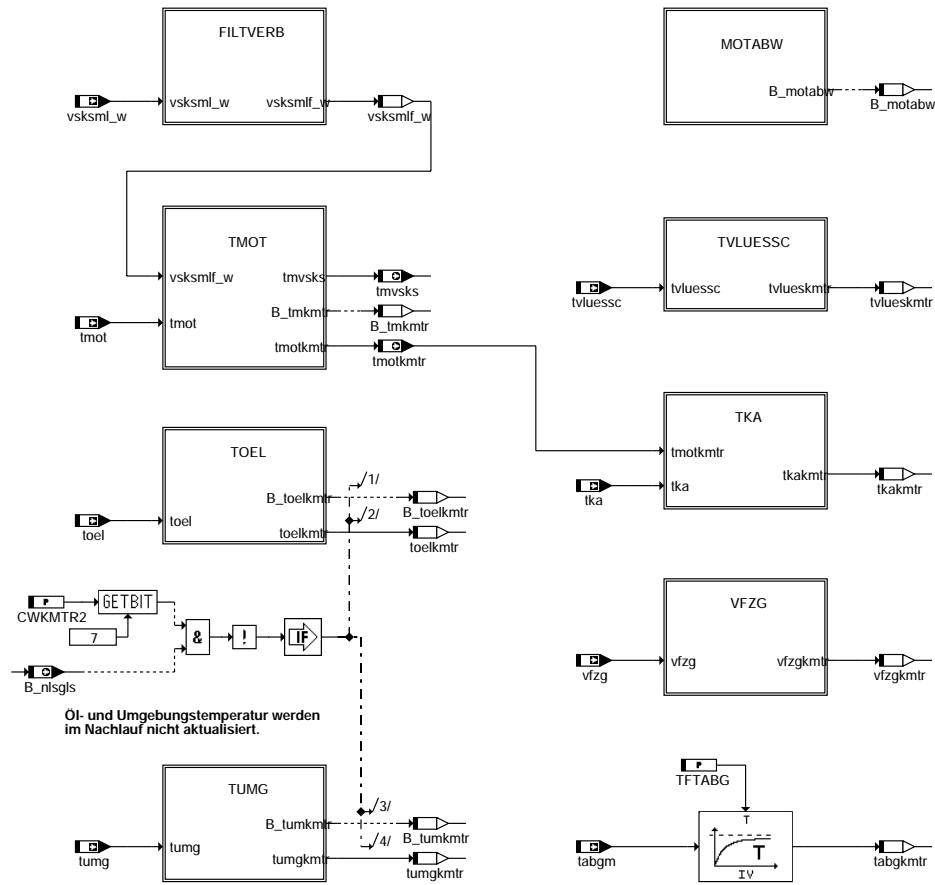 FILTVERB
vsksml_w
vsksml_w
vsksmlf_w
vsksmlf_w
MOTABW
B_motabw
B_motabw
TMOT
vsksmlf_w
tmot
tmot
tmvsks
tmvsks
B_tmkmtr
B_tmkmtr
tmotkmtr
tmotkmtr
TVLUESSC
tvluessc
tvluessc
tvlueskmtr
tvlueskmtr
TKA
tmotkmtr
tka
tka
tkakmtr
tkakmtr
TOEL
toel
toel
B_toelkmtr
B_toelkmtr
toelkmtr
toelkmtr
/1/
/2/
P
CWKMTR2
GETBIT
7
B_nlsgls
&
!
IF
Öl- und Umgebungstemperatur werden
im Nachlauf nicht aktualisiert.
VFZG
vfzg
vfzg
vfzgkmtr
vfzgkmtr
TUMG
tumg
tumg
B_tumkmtr
B_tumkmtr
tumgkmtr
tumgkmtr
/3/
/4/
P
TFTABG
tabgm
T
T
IV
tabgkmtr